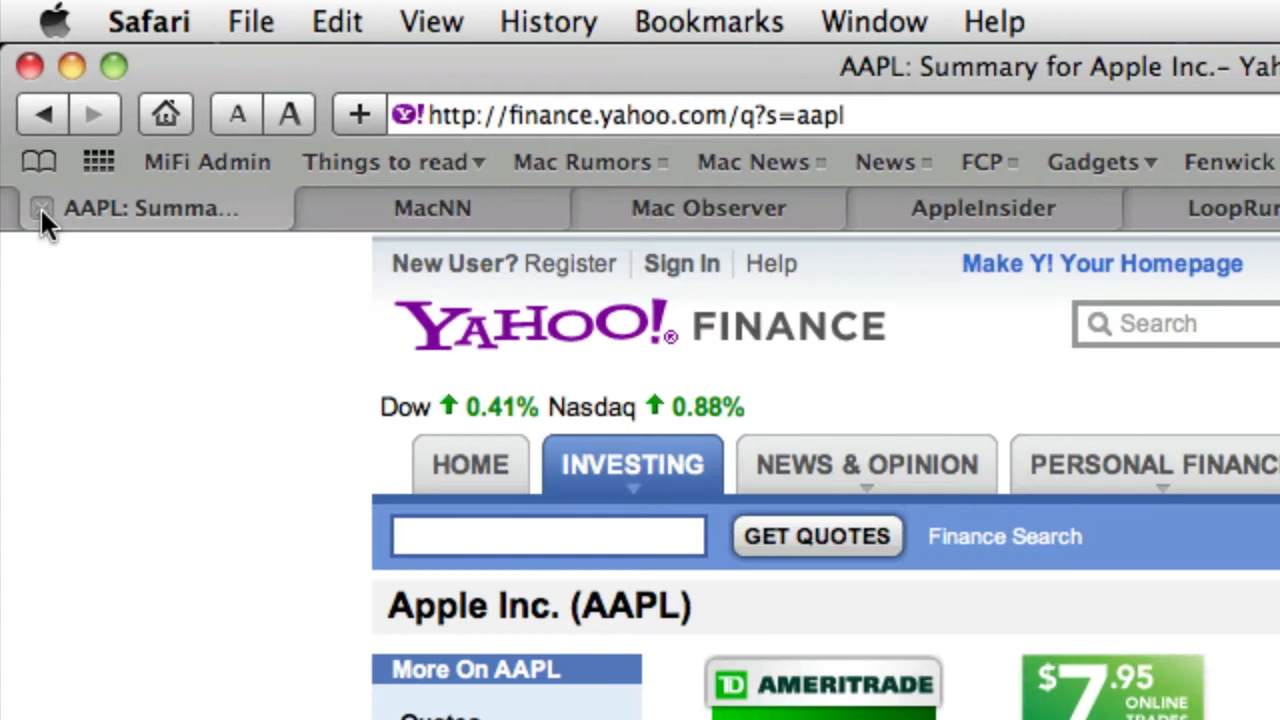 Safari File Edit View History Bookmarks Window Help
AAPL: Summary for Apple Inc.– Yah
A A + Y! http://finance.yahoo.com/q?s=aapl
MiFi Admin Things to read Mac Rumors Mac News News FCP Gadgets Fenwick
AAPL: Summa... MacNN Mac Observer AppleInsider LoopRu
New User? Register Sign In Help Make Y! Your Homepage
YAHOO!® FINANCE Search
Dow 0.41% Nasdaq 0.88%
HOME INVESTING NEWS & OPINION PERSONAL FINANC
GET QUOTES Finance Search
Apple Inc. (AAPL)
More On AAPL
TD AMERITRADE
$7.95
ONLINE
TRADES
Quotes